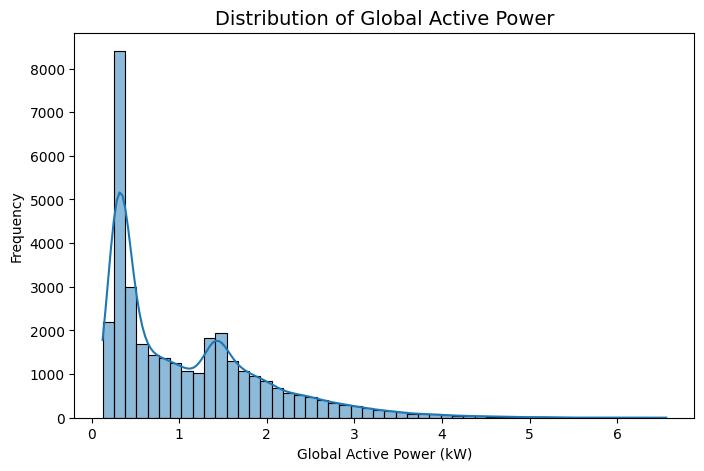 Distribution of Global Active Power
Frequency
8000
7000
6000
5000
4000
3000
2000
1000
0
0 1 2 3 4 5 6
Global Active Power (kW)